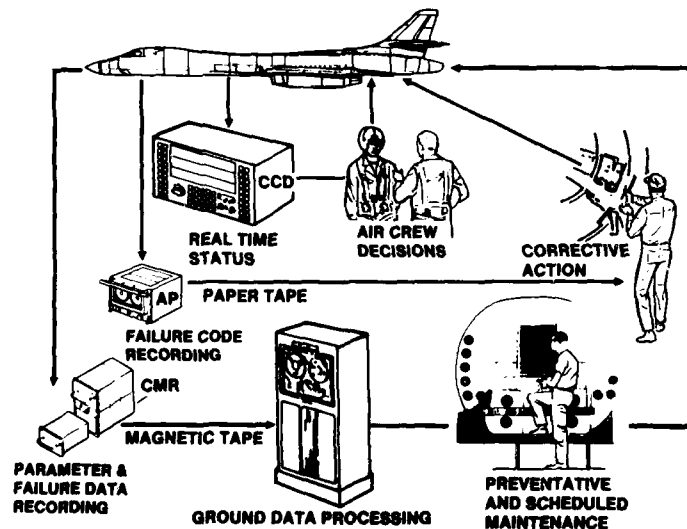 CCD
REAL TIME
STATUS
AIR CREW
DECISIONS
CORRECTIVE
ACTION
AP
PAPER TAPE
FAILURE CODE
RECORDING
CMR
MAGNETIC TAPE
PARAMETER &
FAILURE DATA
RECORDING
GROUND DATA PROCESSING
PREVENTATIVE
AND SCHEDULED
MAINTENANCE